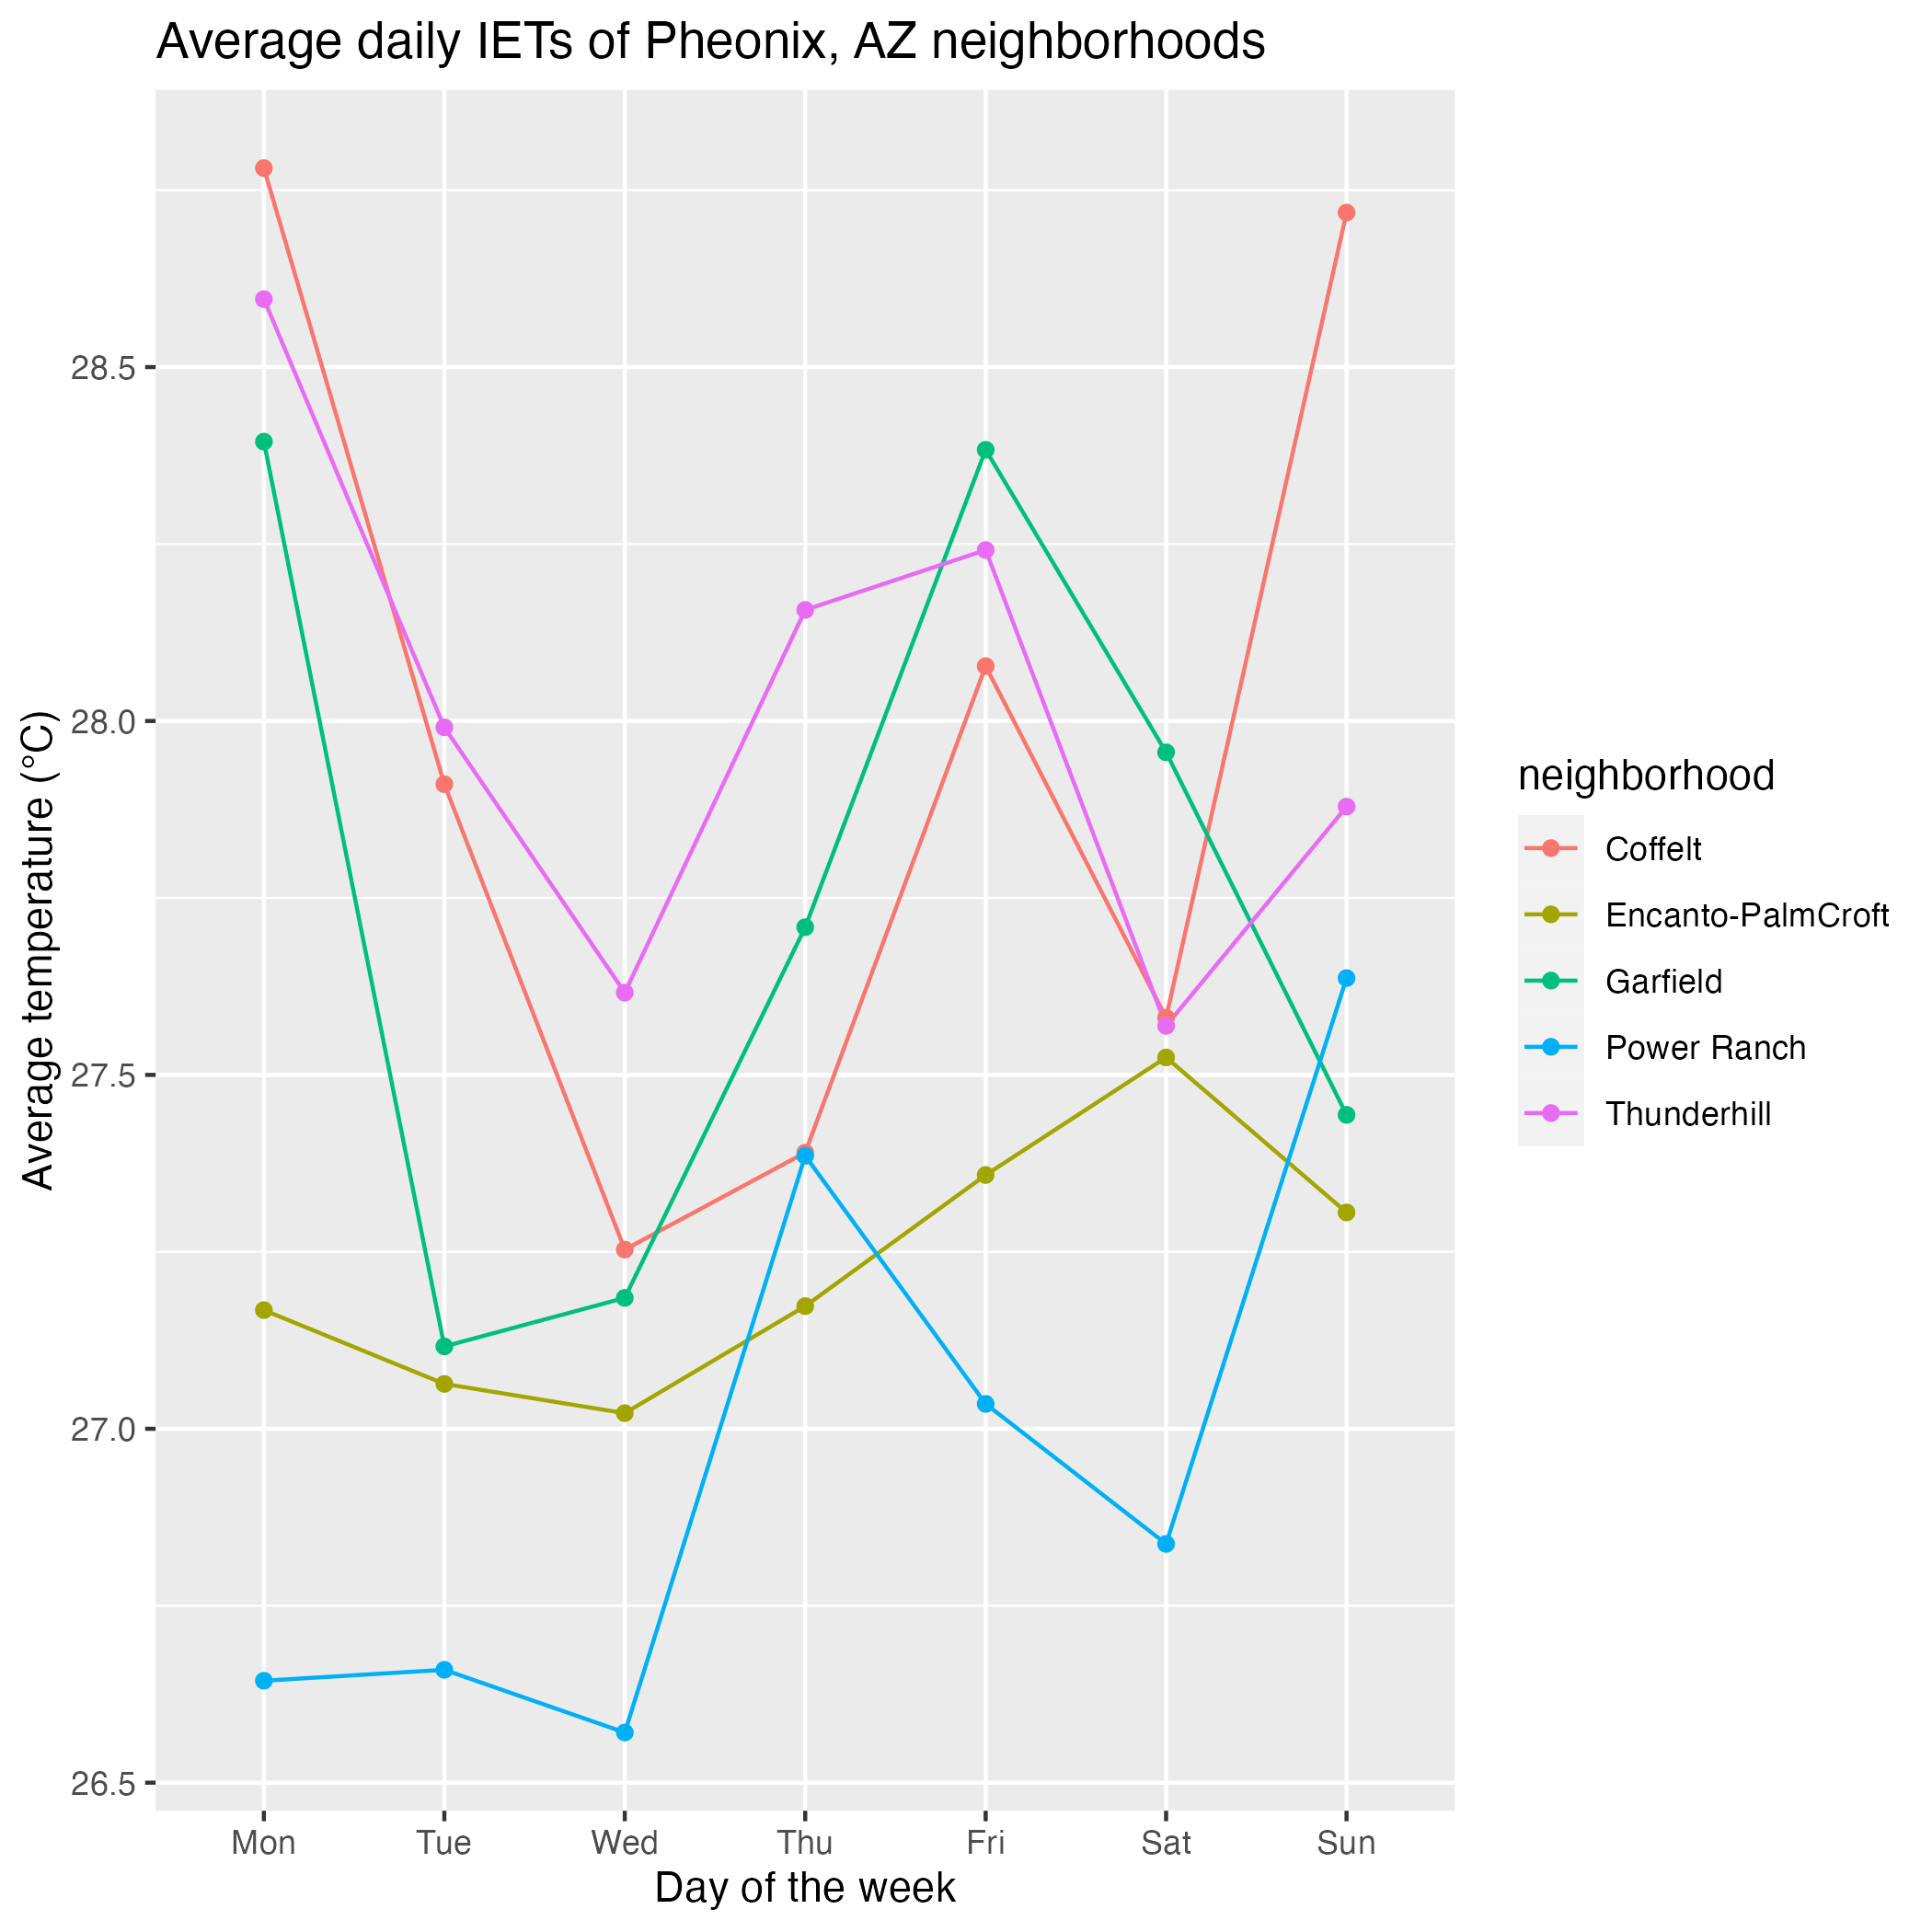 Average daily IETs of Pheonix, AZ neighborhoods
Average temperature (°C)
28.5
28.0
27.5
27.0
26.5
Mon Tue Wed Thu Fri Sat Sun
Day of the week
neighborhood
Coffelt
Encanto-PalmCroft
Garfield
Power Ranch
Thunderhill